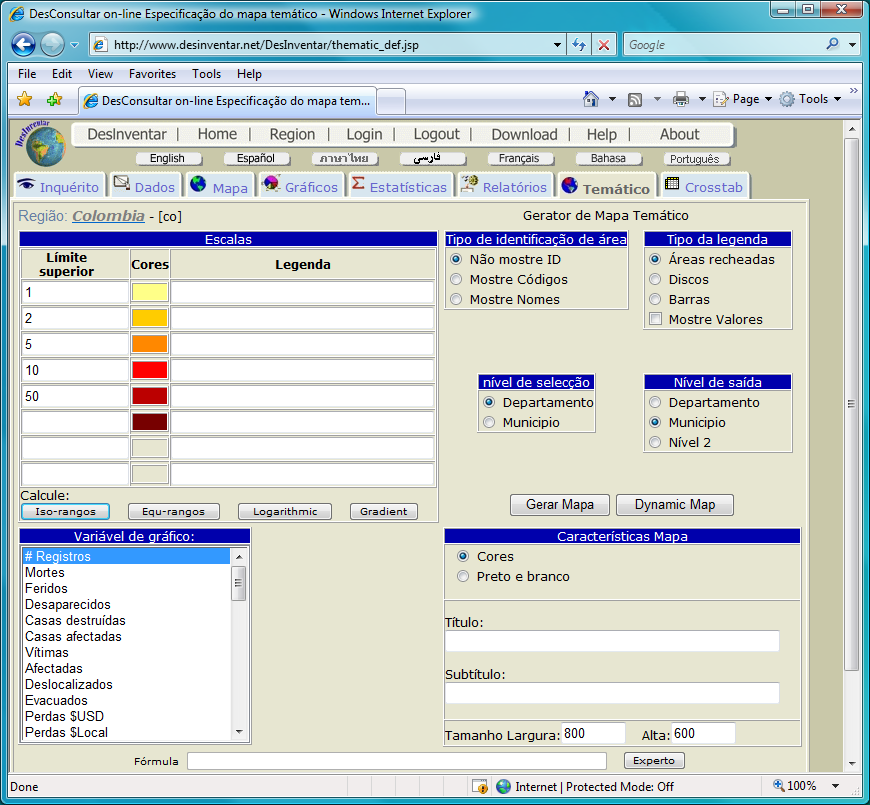 DesConsultar on-line Especificação do mapa temático - Windows Internet Explorer
http://www.desinventar.net/DesInventar/thematic_def.jsp
Google
File Edit View Favorites Tools Help
DesConsultar on-line Especificação do mapa tem...
Page Tools
DesInventar
DesInventar | Home | Region | Login | Logout | Download | Help | About
English Español ภาษาไทย فارسی Français Bahasa Português
Inquérito Dados Mapa Gráficos Estatísticas Relatórios Temático Crosstab
Região: Colombia - [co]
Gerator de Mapa Temático
Escalas
Límite superior Cores Legenda
1
2
5
10
50
Calcule:
Iso-rangos Equ-rangos Logarithmic Gradient
Tipo de identificação de área
Não mostre ID
Mostre Códigos
Mostre Nomes
Tipo da legenda
Áreas recheadas
Discos
Barras
Mostre Valores
nível de selecção
Departamento
Municipio
Nível de saída
Departamento
Municipio
Nível 2
Gerar Mapa Dynamic Map
Variável de gráfico:
# Registros
Mortes
Feridos
Desaparecidos
Casas destruídas
Casas afectadas
Vítimas
Afectadas
Deslocalizados
Evacuados
Perdas $USD
Perdas $Local
Características Mapa
Cores
Preto e branco
Título:
Subtítulo:
Tamanho Largura: 800 Alta: 600
Fórmula Experto
Done Internet | Protected Mode: Off 100%